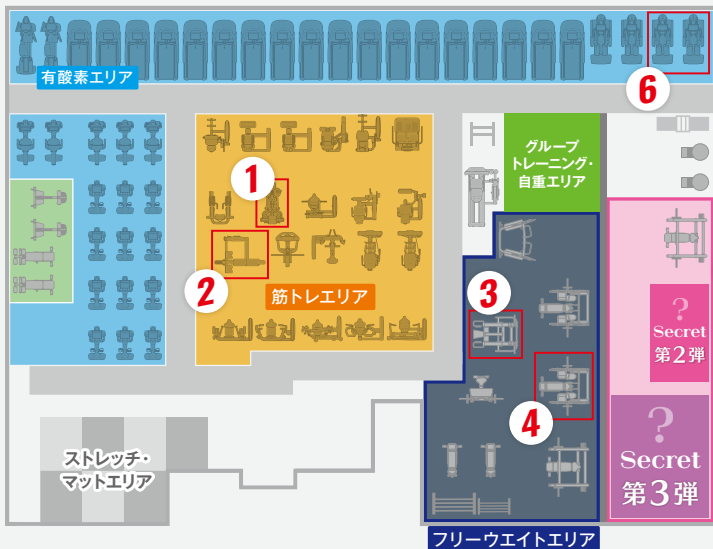 6
有酸素エリア
グループ
トレーニング・
自重エリア
1
2
筋トレエリア
3
?
Secret
第2弾
4
?
Secret
第3弾
ストレッチ・
マットエリア
フリーウエイトエリア